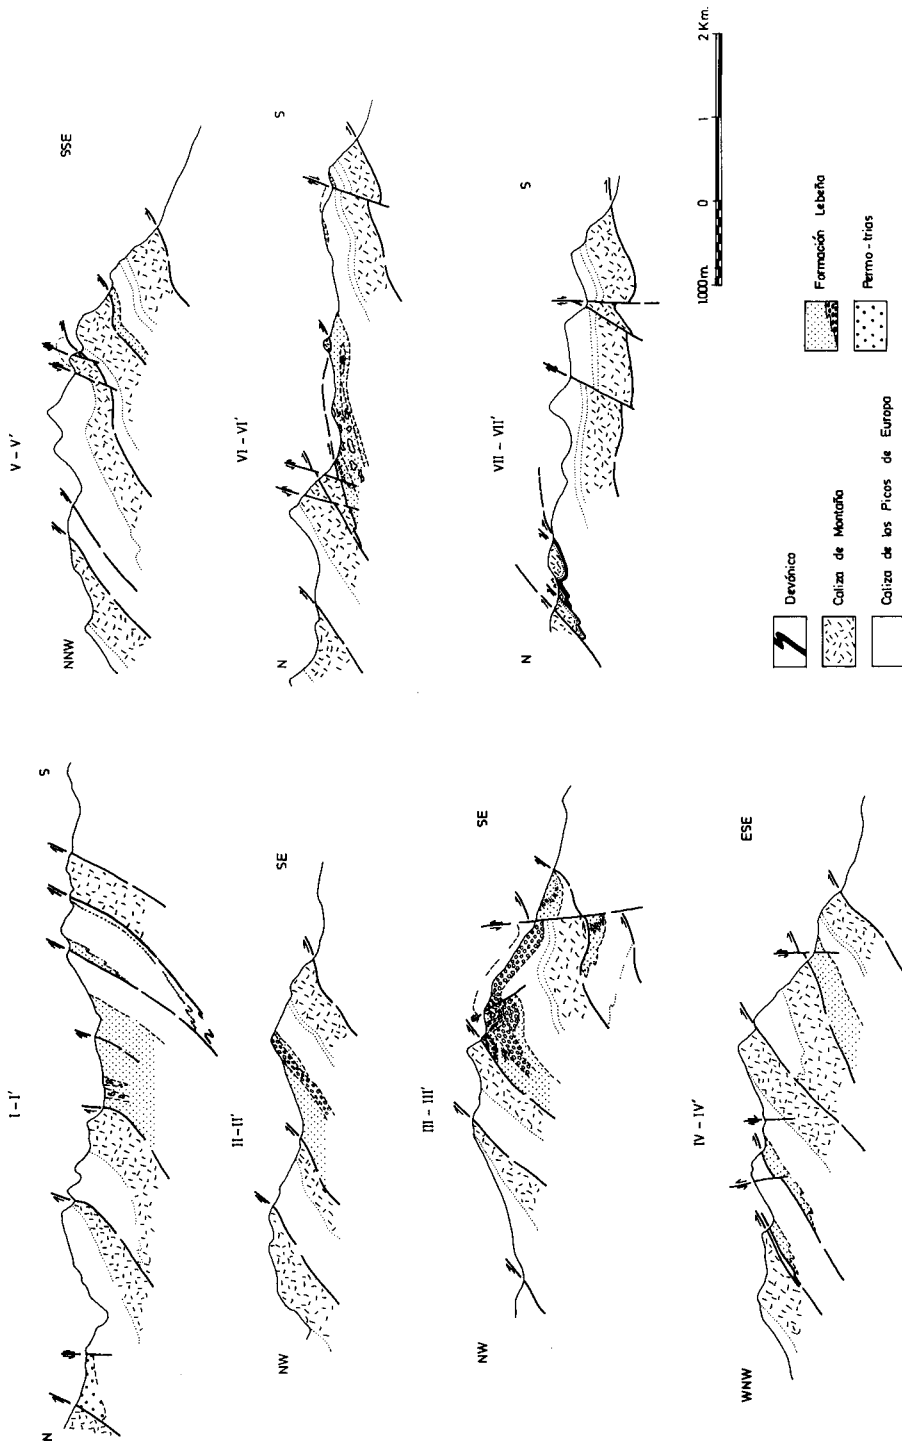 I - I'
N
S
II - II'
NW
SE
III - III'
NW
SE
IV - IV'
WNW
ESE
V - V'
NNW
SSE
VI - VI'
N
S
VII - VII'
N
S
1.000 m.
0
1
2 Km.
Devónico
Caliza de Montaña
Caliza de los Picos de Europa
Formación Lebeña
Permo - trias